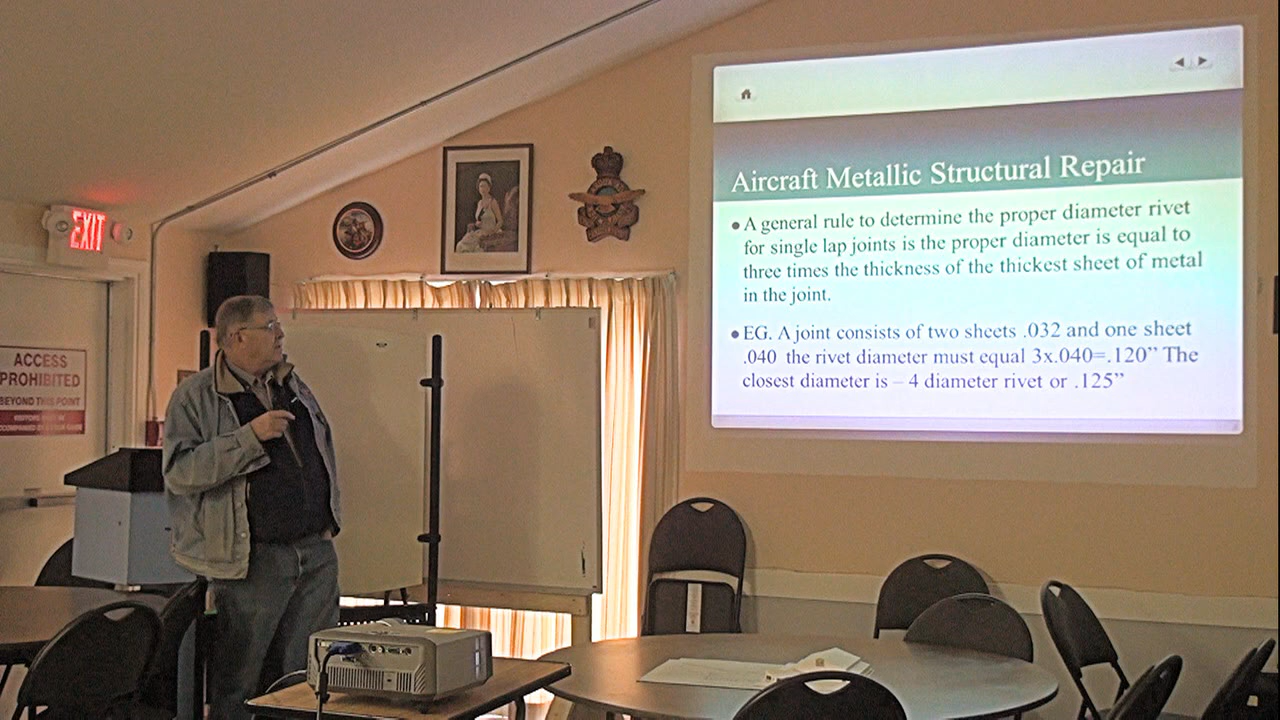 EXIT
ACCESS
PROHIBITED
BEYOND THIS POINT
Aircraft Metallic Structural Repair
• A general rule to determine the proper diameter rivet
for single lap joints is the proper diameter is equal to
three times the thickness of the thickest sheet of metal
in the joint.
• EG. A joint consists of two sheets .032 and one sheet
.040 the rivet diameter must equal 3x.040=.120” The
closest diameter is – 4 diameter rivet or .125”